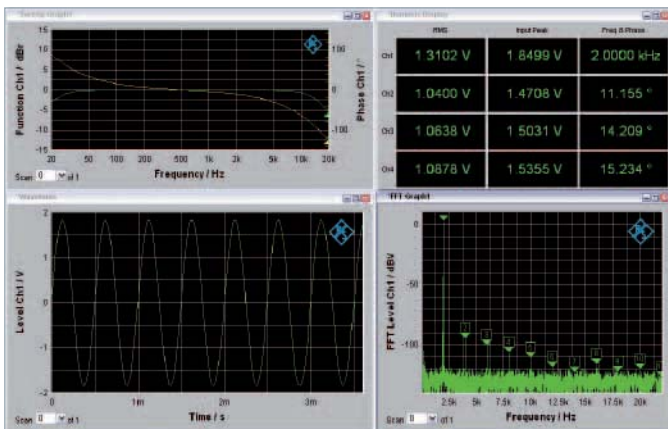 Function Ch1 / dBr
15
10
5
0
-5
-10
-15
100
0
-100
Phase Ch1 / °
20 50 100 200 500 1k 2k 5k 10k 20k
Scan 0 of 1
Frequency / Hz
RMS Input Peak Freq & Phase
Ch1 1.3102 V 1.8499 V 2.0000 kHz
Ch2 1.0400 V 1.4708 V 11.155 °
Ch3 1.0638 V 1.5031 V 14.209 °
Ch4 1.0878 V 1.5355 V 15.234 °
Waveform
Level Ch1 / V
2
1
0
-1
-2
0 1m 2m 3m
Scan 0 of 1
Time / s
FFT Graph1
FFT Level Ch1 / dBV
0
-50
-100
2.5k 5k 7.5k 10k 12.5k 15k 17.5k 20k
Scan 0 of 1
Frequency / Hz